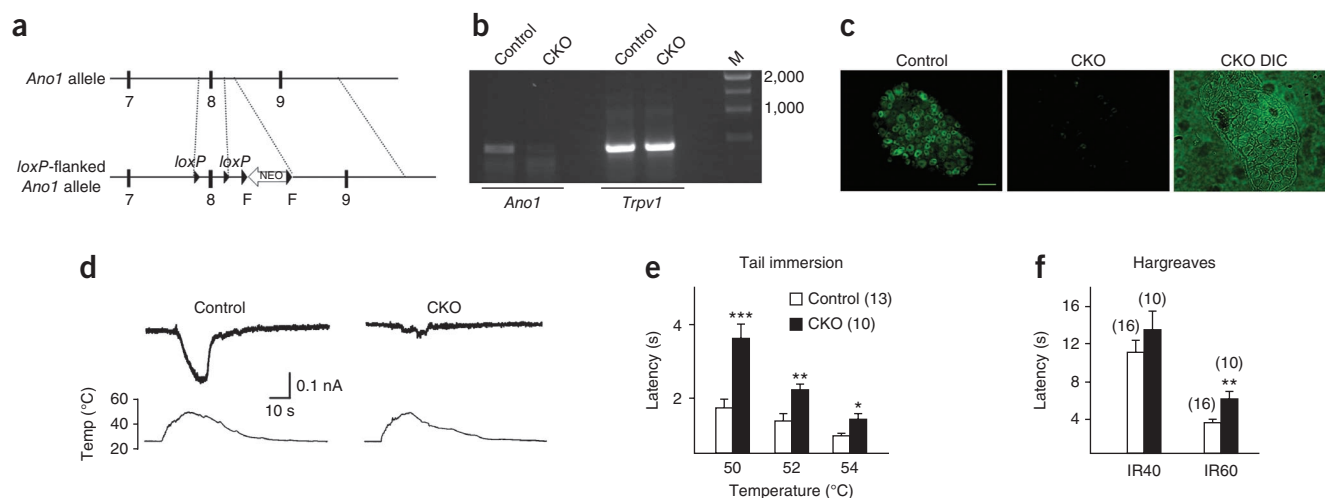 a
Ano1 allele
7 8 9
loxP-flanked
Ano1 allele
loxP loxP
NEO
7 8 F F 9
b
Control CKO Control CKO M
2,000
1,000
Ano1 Trpv1
c
Control CKO CKO DIC
d
Control CKO
0.1 nA
10 s
Temp (°C)
60
40
20
e
Tail immersion
Control (13)
CKO (10)
Latency (s)
4
2
*** ** *
50 52 54
Temperature (°C)
f
Hargreaves
Latency (s)
16
12
8
4
(16) (10)
(16) (10)
**
IR40 IR60